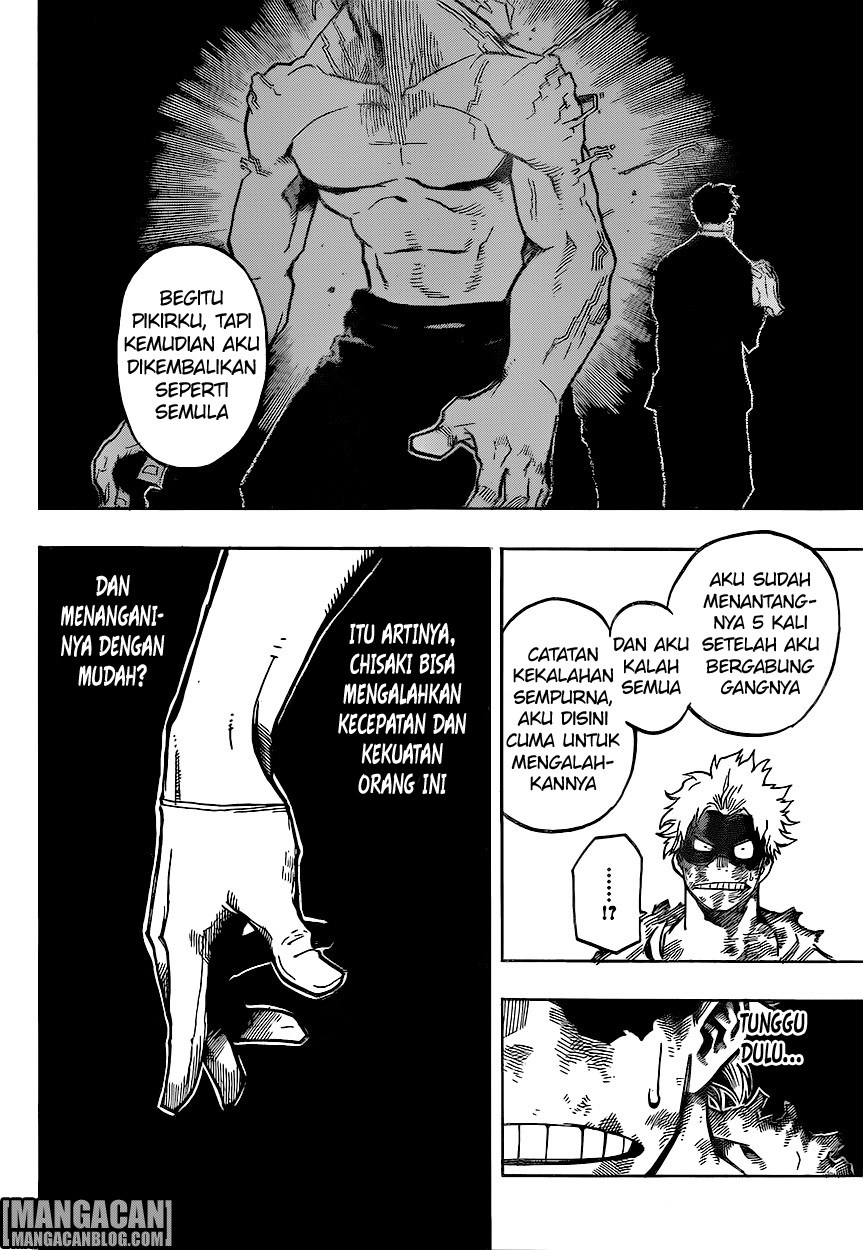 BEGITU
PIKIRKU, TAPI
KEMUDIAN AKU
DIKEMBALIKAN
SEPERTI
SEMULA
AKU SUDAH
MENANTANG-
NYA 5 KALI
SETELAH AKU
BERGABUNG
GANGNYA
DAN AKU
KALAH
SEMUA
CATATAN
KEKALAHAN
SEMPURNA,
AKU DISINI
CUMA UNTUK
MENGALAH-
KANNYA
......
!?
TUNGGU
DULU...
ITU ARTINYA,
CHISAKI BISA
MENGALAHKAN
KECEPATAN DAN
KEKUATAN
ORANG INI
DAN
MENANGANI-
NYA DENGAN
MUDAH?
[MANGACAN]
MANGACANBLOG.COM